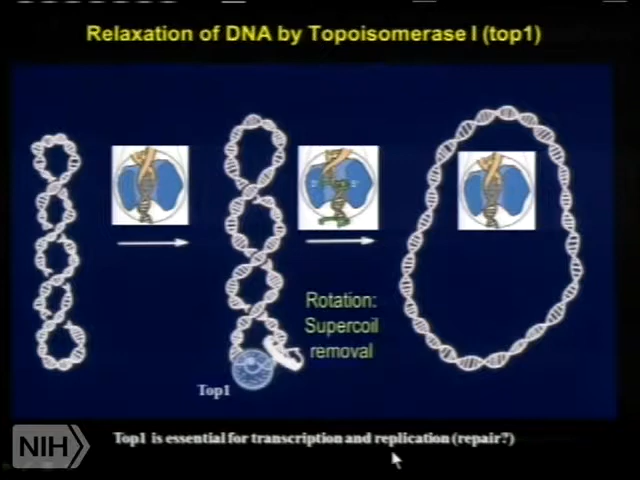 Relaxation of DNA by Topoisomerase I (top1)
Rotation:
Supercoil
removal
Top1
Top1 is essential for transcription and replication (repair?)
NIH